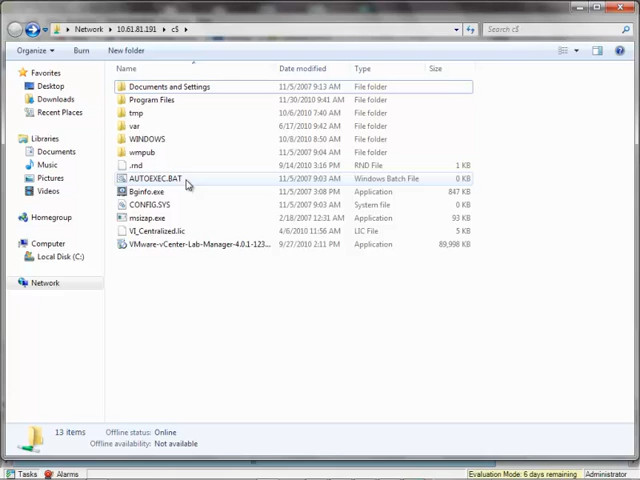 Network ▸ 10.61.81.191 ▸ c$ ▸
Search c$
Organize ▾ Burn New folder
Name Date modified Type Size
Favorites
Desktop
Downloads
Recent Places
Libraries
Documents
Music
Pictures
Videos
Homegroup
Computer
Local Disk (C:)
Network
Documents and Settings 11/5/2007 9:13 AM File folder
Program Files 11/30/2010 9:41 AM File folder
tmp 10/6/2010 7:40 AM File folder
var 6/17/2010 9:42 AM File folder
WINDOWS 11/5/2007 9:13 AM File folder
wmpub 11/5/2007 9:04 AM File folder
.rnd 9/14/2010 3:16 PM RND File 1 KB
AUTOEXEC.BAT 11/5/2007 9:03 AM Windows Batch File 0 KB
Bginfo.exe 11/5/2007 3:08 PM Application 847 KB
CONFIG.SYS 11/5/2007 9:03 AM System file 0 KB
msizap.exe 2/18/2007 12:31 AM Application 93 KB
VI_Centralized.lic 4/6/2010 11:56 AM LIC File 5 KB
VMware-vCenter-Lab-Manager-4.0.1-123... 9/27/2010 2:11 PM Application 89,998 KB
13 items Offline status: Online
Offline availability: Not available
Tasks Alarms Evaluation Mode: 6 days remaining Administrator